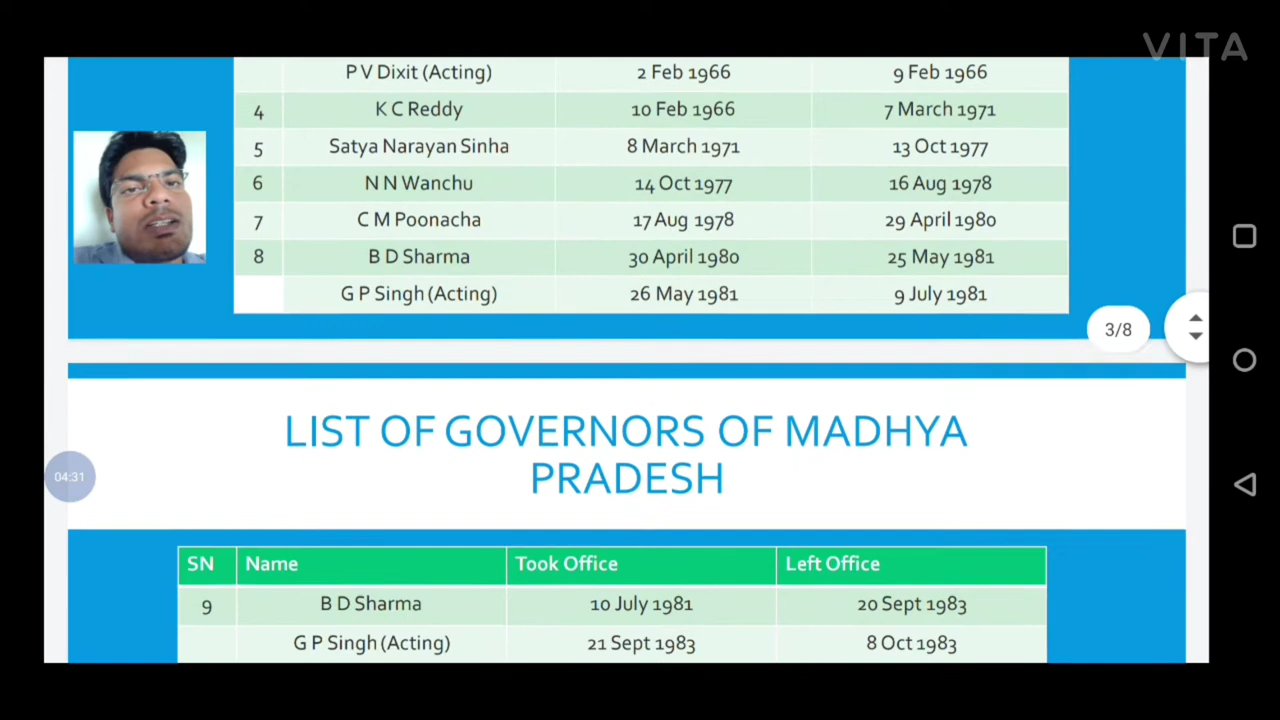 VITA
P V Dixit (Acting) 2 Feb 1966 9 Feb 1966
4 K C Reddy 10 Feb 1966 7 March 1971
5 Satya Narayan Sinha 8 March 1971 13 Oct 1977
6 N N Wanchu 14 Oct 1977 16 Aug 1978
7 C M Poonacha 17 Aug 1978 29 April 1980
8 B D Sharma 30 April 1980 25 May 1981
G P Singh (Acting) 26 May 1981 9 July 1981
3/8
LIST OF GOVERNORS OF MADHYA
PRADESH
04:31
SN Name Took Office Left Office
9 B D Sharma 10 July 1981 20 Sept 1983
G P Singh (Acting) 21 Sept 1983 8 Oct 1983